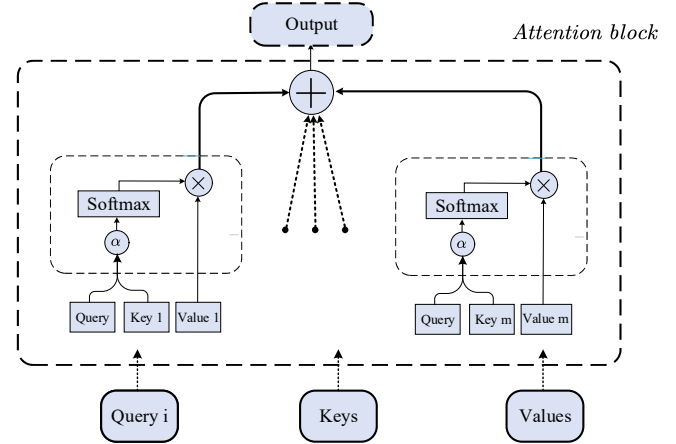 Output
Attention block
Softmax
α
Query
Key 1
Value 1
Softmax
α
Query
Key m
Value m
Query i
Keys
Values